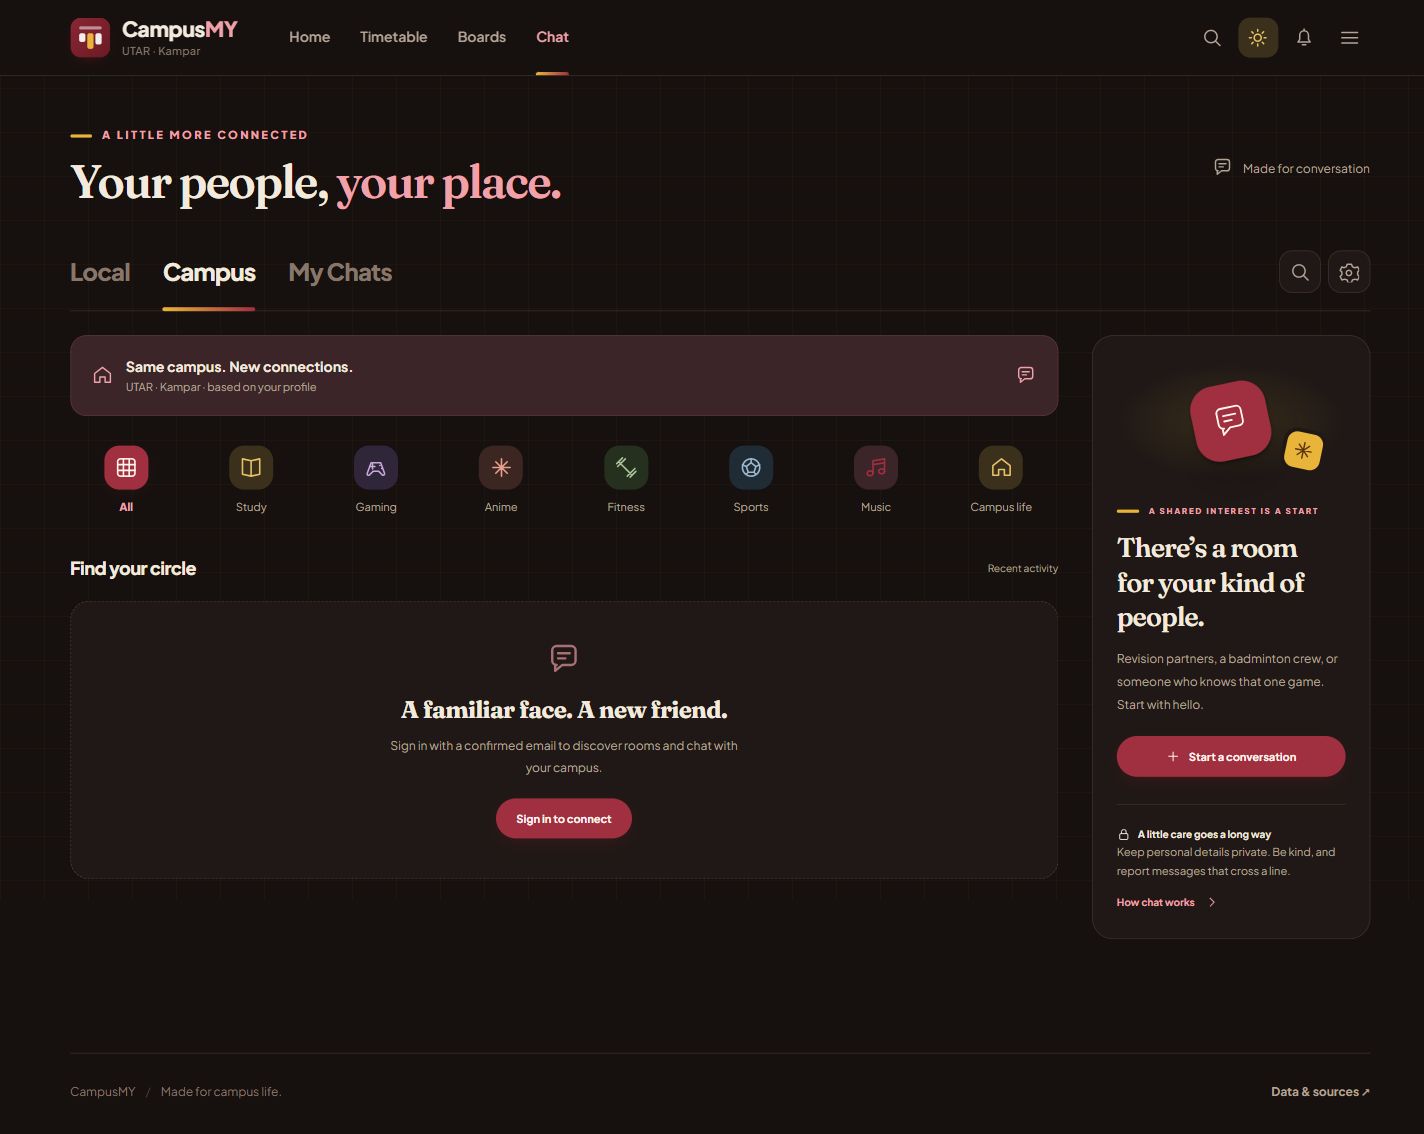 CampusMY
UTAR · Kampar
Home
Timetable
Boards
Chat
A LITTLE MORE CONNECTED
Your people, your place.
Made for conversation
Local
Campus
My Chats
Same campus. New connections.
UTAR · Kampar · based on your profile
All
Study
Gaming
Anime
Fitness
Sports
Music
Campus life
Find your circle
Recent activity
A familiar face. A new friend.
Sign in with a confirmed email to discover rooms and chat with
your campus.
Sign in to connect
A SHARED INTEREST IS A START
There’s a room
for your kind of
people.
Revision partners, a badminton crew, or
someone who knows that one game.
Start with hello.
Start a conversation
A little care goes a long way
Keep personal details private. Be kind, and
report messages that cross a line.
How chat works
CampusMY / Made for campus life.
Data & sources ↗